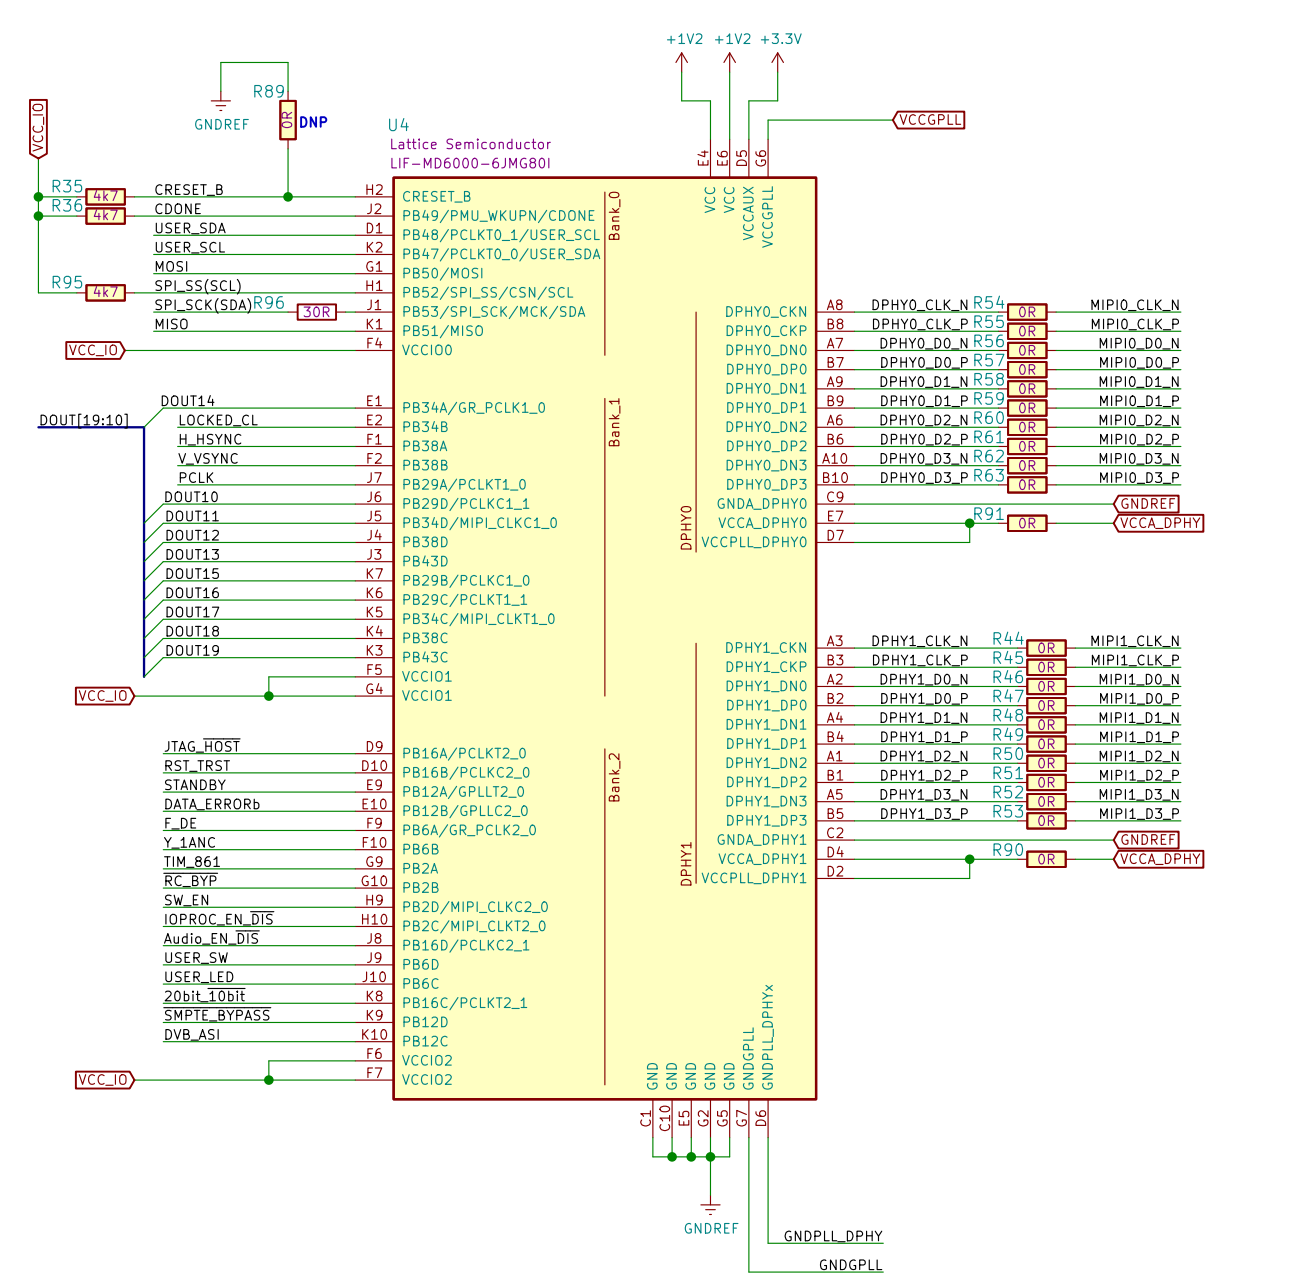 +1V2 +1V2 +3.3V
R89 0R DNP
GNDREF
VCC_IO
U4
Lattice Semiconductor
LIF-MD6000-6JMG80I
VCCGPLL
E4 E6 D5 G6
VCC VCC VCCAUX VCCGPLL
Bank_0
R35 4k7 CRESET_B H2 CRESET_B
R36 4k7 CDONE J2 PB49/PMU_WKUPN/CDONE
USER_SDA D1 PB48/PCLKT0_1/USER_SCL
USER_SCL K2 PB47/PCLKT0_0/USER_SDA
MOSI G1 PB50/MOSI
R95 4k7 SPI_SS(SCL) H1 PB52/SPI_SS/CSN/SCL
SPI_SCK(SDA) R96 30R J1 PB53/SPI_SCK/MCK/SDA
MISO K1 PB51/MISO
VCC_IO F4 VCCIO0
Bank_1
DOUT[19:10]
DOUT14 E1 PB34A/GR_PCLK1_0
LOCKED_CL E2 PB34B
H_HSYNC F1 PB38A
V_VSYNC F2 PB38B
PCLK J7 PB29A/PCLKT1_0
DOUT10 J6 PB29D/PCLKC1_1
DOUT11 J5 PB34D/MIPI_CLKC1_0
DOUT12 J4 PB38D
DOUT13 J3 PB43D
DOUT15 K7 PB29B/PCLKC1_0
DOUT16 K6 PB29C/PCLKT1_1
DOUT17 K5 PB34C/MIPI_CLKT1_0
DOUT18 K4 PB38C
DOUT19 K3 PB43C
F5 VCCIO1
VCC_IO G4 VCCIO1
Bank_2
JTAG_HOST D9 PB16A/PCLKT2_0
RST_TRST D10 PB16B/PCLKC2_0
STANDBY E9 PB12A/GPLLT2_0
DATA_ERRORb E10 PB12B/GPLLC2_0
F_DE F9 PB6A/GR_PCLK2_0
Y_1ANC F10 PB6B
TIM_861 G9 PB2A
RC_BYP G10 PB2B
SW_EN H9 PB2D/MIPI_CLKC2_0
IOPROC_EN_DIS H10 PB2C/MIPI_CLKT2_0
Audio_EN_DIS J8 PB16D/PCLKC2_1
USER_SW J9 PB6D
USER_LED J10 PB6C
20bit_10bit K8 PB16C/PCLKT2_1
SMPTE_BYPASS K9 PB12D
DVB_ASI K10 PB12C
F6 VCCIO2
VCC_IO F7 VCCIO2
DPHY0
DPHY0_CKN A8 DPHY0_CLK_N R54 0R MIPI0_CLK_N
DPHY0_CKP B8 DPHY0_CLK_P R55 0R MIPI0_CLK_P
DPHY0_DN0 A7 DPHY0_D0_N R56 0R MIPI0_D0_N
DPHY0_DP0 B7 DPHY0_D0_P R57 0R MIPI0_D0_P
DPHY0_DN1 A9 DPHY0_D1_N R58 0R MIPI0_D1_N
DPHY0_DP1 B9 DPHY0_D1_P R59 0R MIPI0_D1_P
DPHY0_DN2 A6 DPHY0_D2_N R60 0R MIPI0_D2_N
DPHY0_DP2 B6 DPHY0_D2_P R61 0R MIPI0_D2_P
DPHY0_DN3 A10 DPHY0_D3_N R62 0R MIPI0_D3_N
DPHY0_DP3 B10 DPHY0_D3_P R63 0R MIPI0_D3_P
GNDA_DPHY0 C9 GNDREF
VCCA_DPHY0 E7 R91 0R VCCA_DPHY
VCCPLL_DPHY0 D7
DPHY1
DPHY1_CKN A3 DPHY1_CLK_N R44 0R MIPI1_CLK_N
DPHY1_CKP B3 DPHY1_CLK_P R45 0R MIPI1_CLK_P
DPHY1_DN0 A2 DPHY1_D0_N R46 0R MIPI1_D0_N
DPHY1_DP0 B2 DPHY1_D0_P R47 0R MIPI1_D0_P
DPHY1_DN1 A4 DPHY1_D1_N R48 0R MIPI1_D1_N
DPHY1_DP1 B4 DPHY1_D1_P R49 0R MIPI1_D1_P
DPHY1_DN2 A1 DPHY1_D2_N R50 0R MIPI1_D2_N
DPHY1_DP2 B1 DPHY1_D2_P R51 0R MIPI1_D2_P
DPHY1_DN3 A5 DPHY1_D3_N R52 0R MIPI1_D3_N
DPHY1_DP3 B5 DPHY1_D3_P R53 0R MIPI1_D3_P
GNDA_DPHY1 C2 GNDREF
VCCA_DPHY1 D4 R90 0R VCCA_DPHY
VCCPLL_DPHY1 D2
GND GND GND GND GND GNDGPLL GNDPLL_DPHYx
C1 C10 E5 G2 G5 G7 D6
GNDREF
GNDPLL_DPHY
GNDGPLL